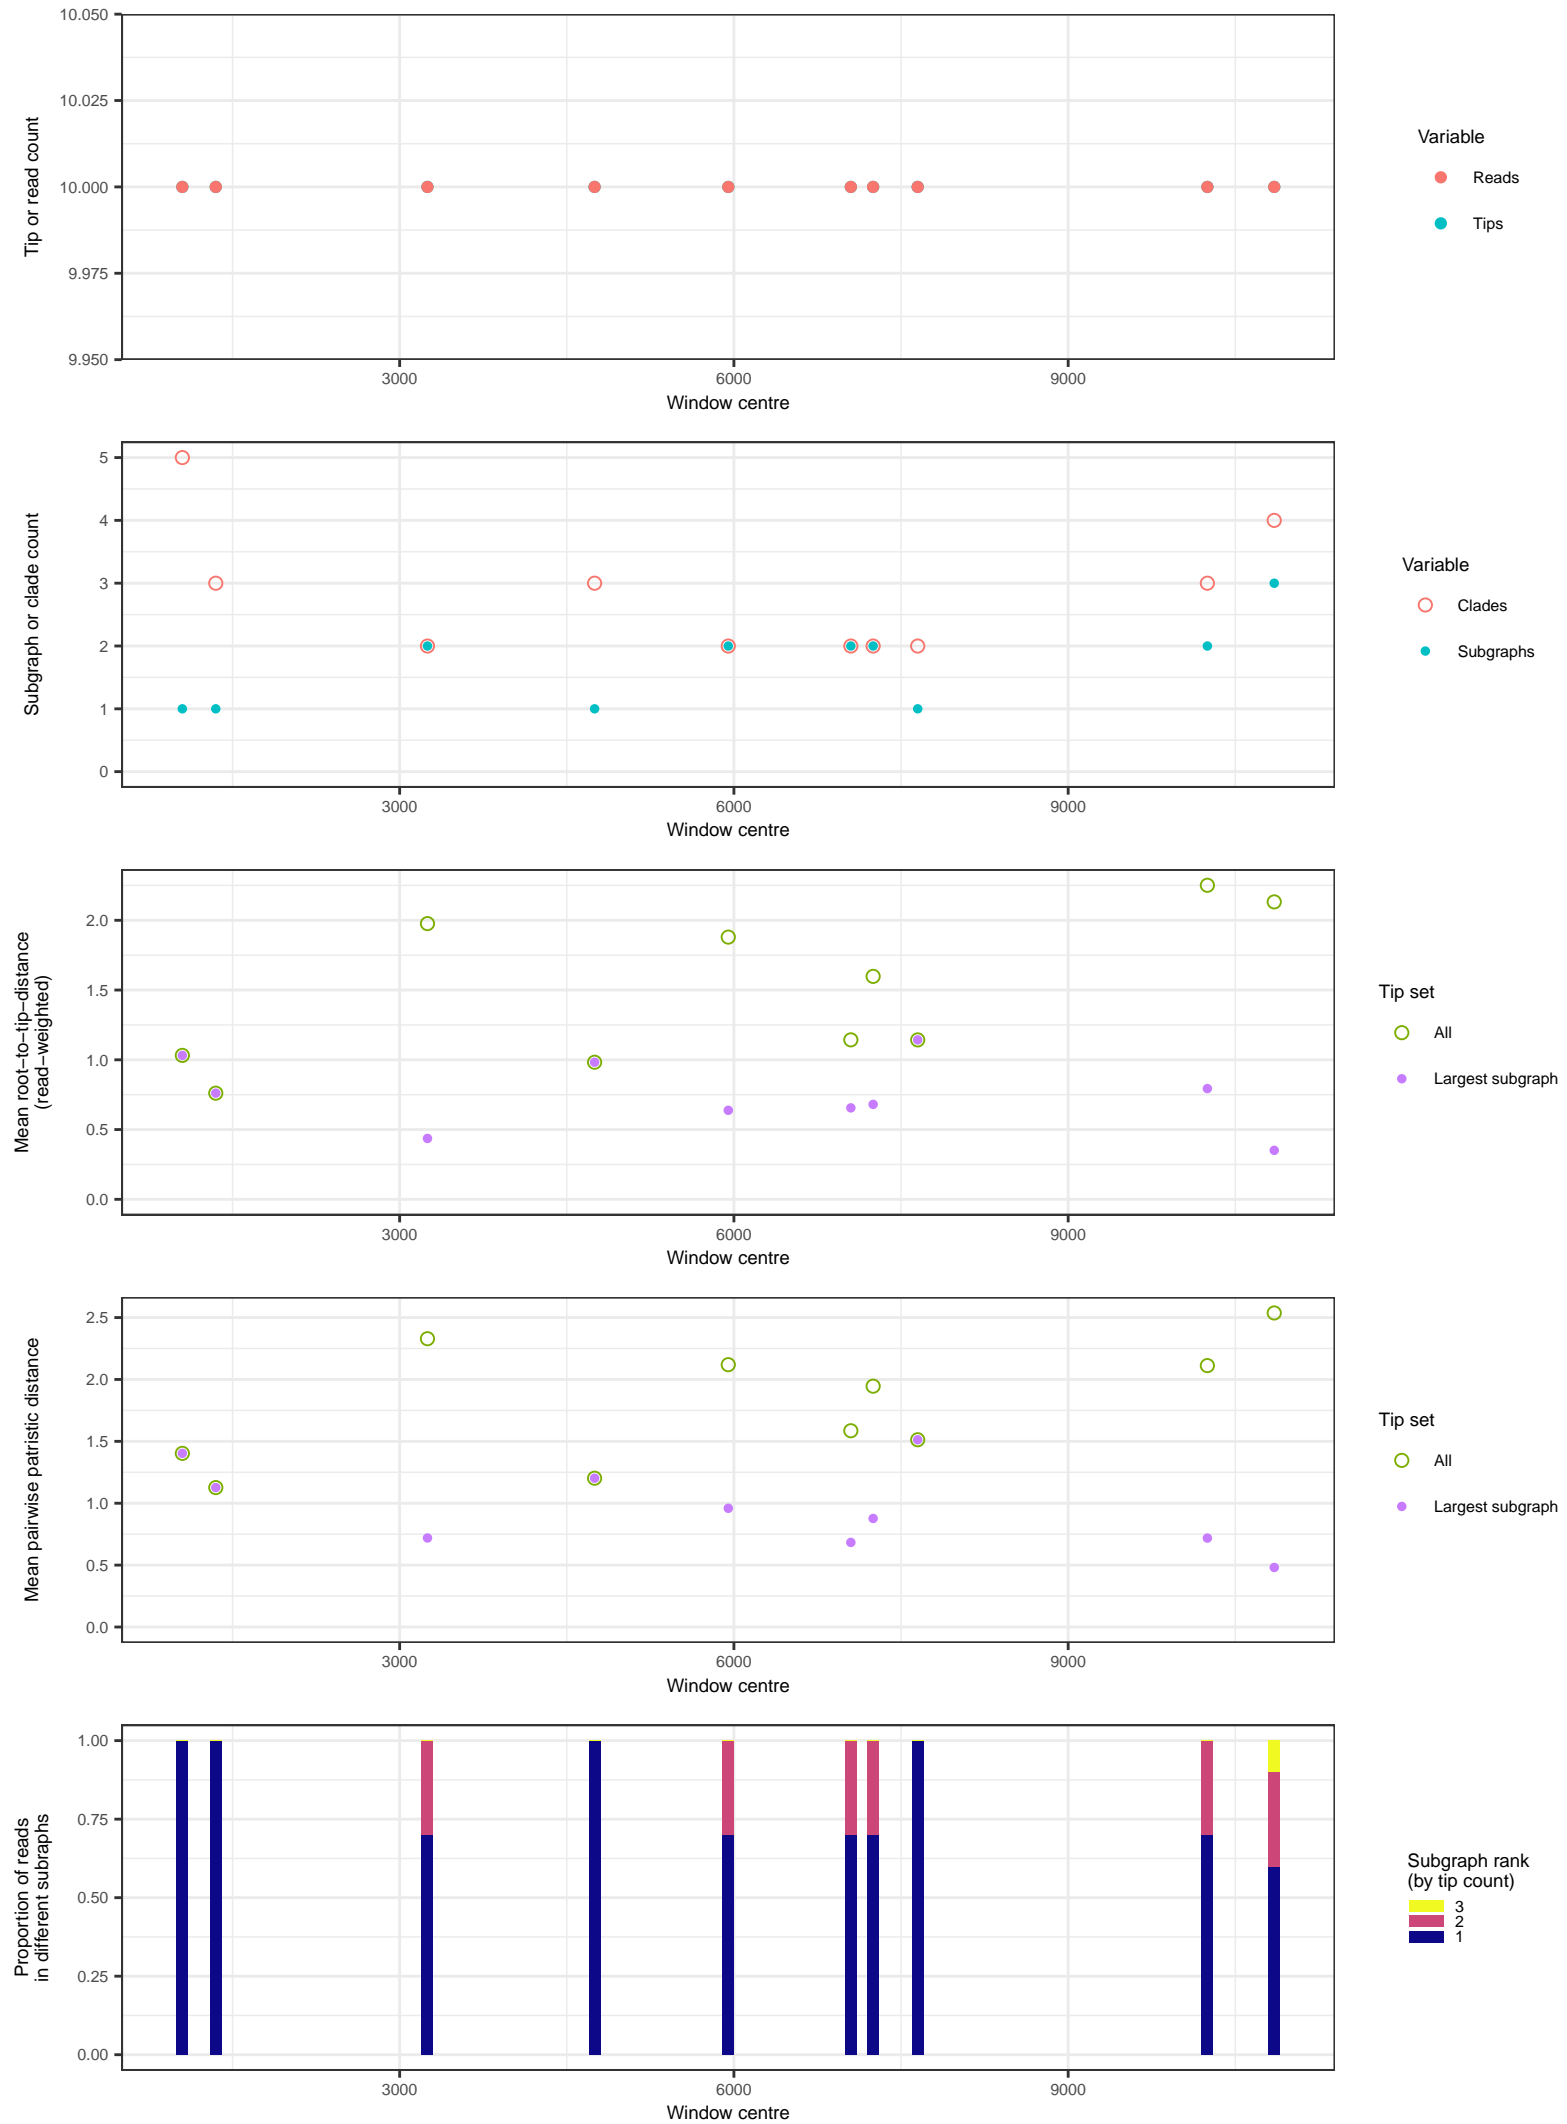 10.050
10.025
10.000
9.975
9.950
Tip or read count
3000 6000 9000
Window centre
Variable
Reads
Tips
5
4
3
2
1
0
Subgraph or clade count
3000 6000 9000
Window centre
Variable
Clades
Subgraphs
2.0
1.5
1.0
0.5
0.0
Mean root−to−tip−distance
(read−weighted)
3000 6000 9000
Window centre
Tip set
All
Largest subgraph
2.5
2.0
1.5
1.0
0.5
0.0
Mean pairwise patristic distance
3000 6000 9000
Window centre
Tip set
All
Largest subgraph
1.00
0.75
0.50
0.25
0.00
Proportion of reads
in different subraphs
3000 6000 9000
Window centre
Subgraph rank
(by tip count)
3
2
1